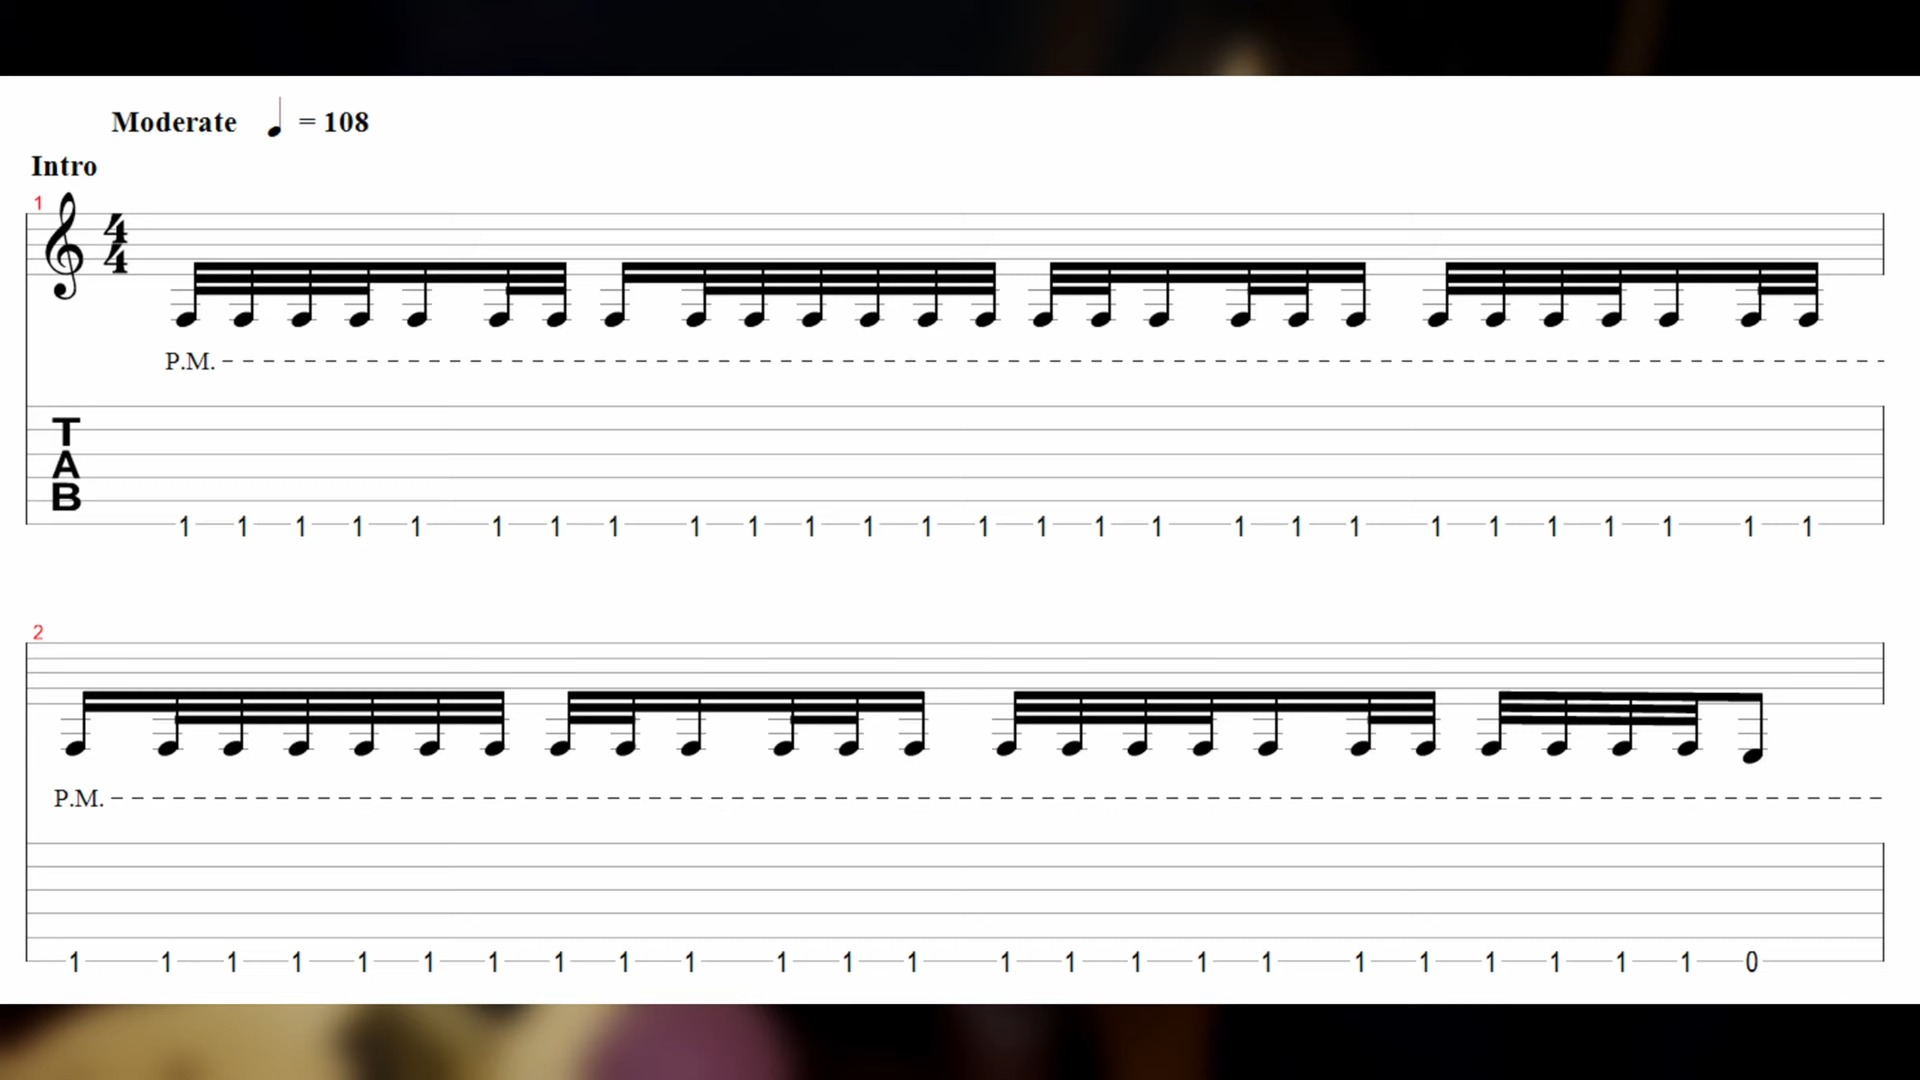 Moderate = 108
Intro
1
4
4
P.M.
T
A
B
1 1 1 1 1 1 1 1 1 1 1 1 1 1 1 1 1 1 1 1 1 1 1 1 1 1 1
2
P.M.
1 1 1 1 1 1 1 1 1 1 1 1 1 1 1 1 1 1 1 1 1 1 1 1 0